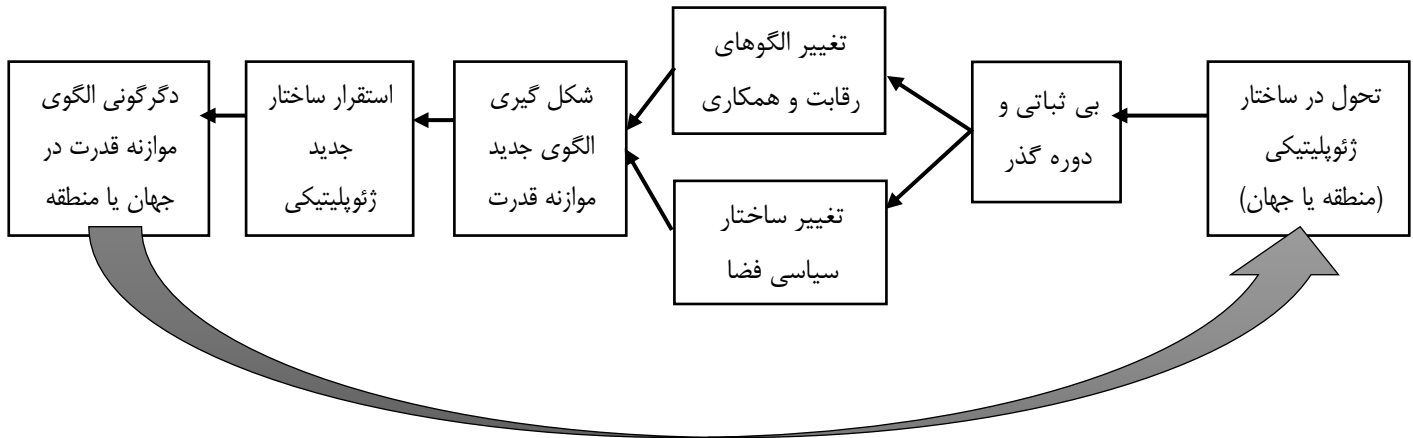 تحول در ساختار
ژئوپلیتیکی
(منطقه یا جهان)
بی ثباتی و
دوره گذر
تغییر الگوهای
رقابت و همکاری
تغییر ساختار
سیاسی فضا
شکل گیری
الگوی جدید
موازنه قدرت
استقرار ساختار
جدید
ژئوپلیتیکی
دگرگونی الگوی
موازنه قدرت در
جهان یا منطقه